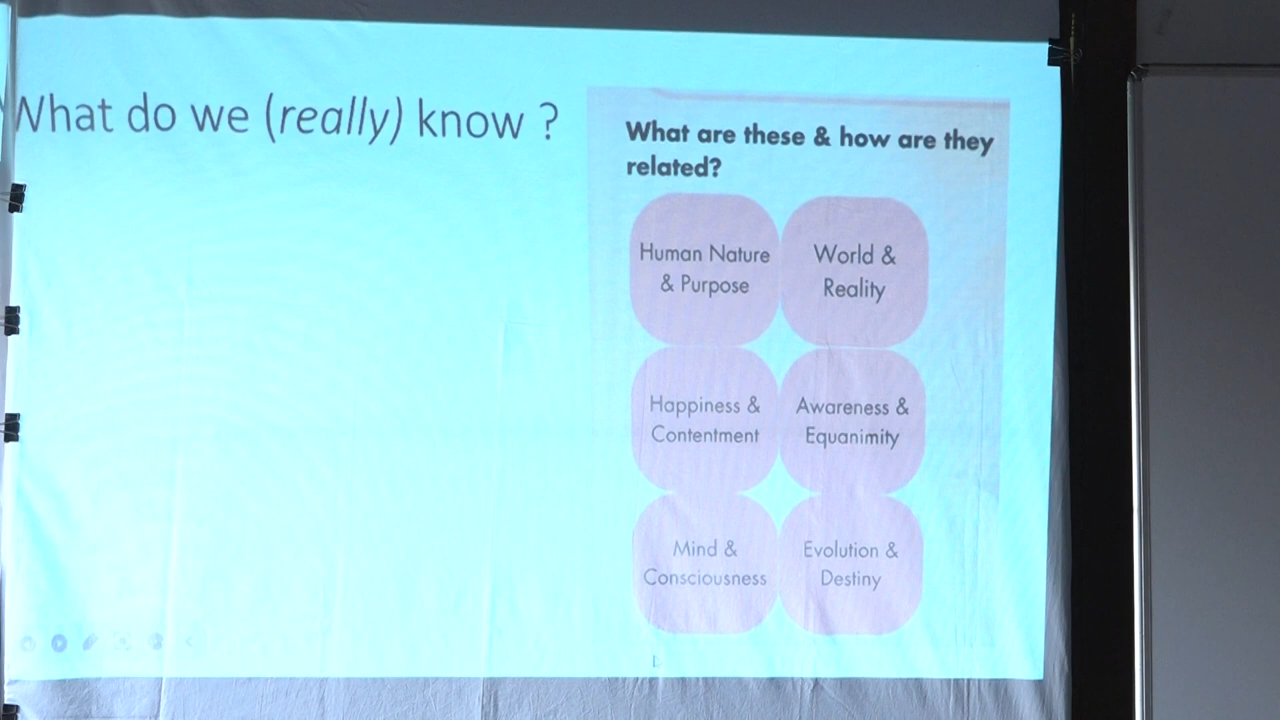 What do we (really) know ?
What are these & how are they
related?
Human Nature
& Purpose
World &
Reality
Happiness &
Contentment
Awareness &
Equanimity
Mind &
Consciousness
Evolution &
Destiny